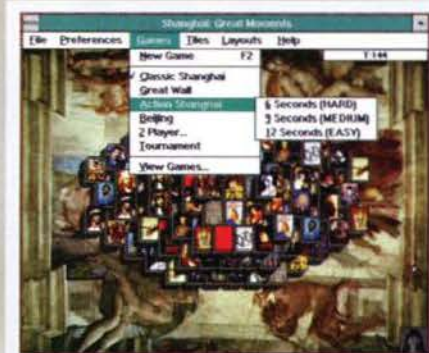 Shanghai: Great Moments
File Preferences Games Tiles Layouts Help
New Game F2
T:144
✓ Classic Shanghai
Great Wall
Action Shanghai
6 Seconds (HARD)
Beijing
9 Seconds (MEDIUM)
2 Player...
12 Seconds (EASY)
Tournament
View Games...